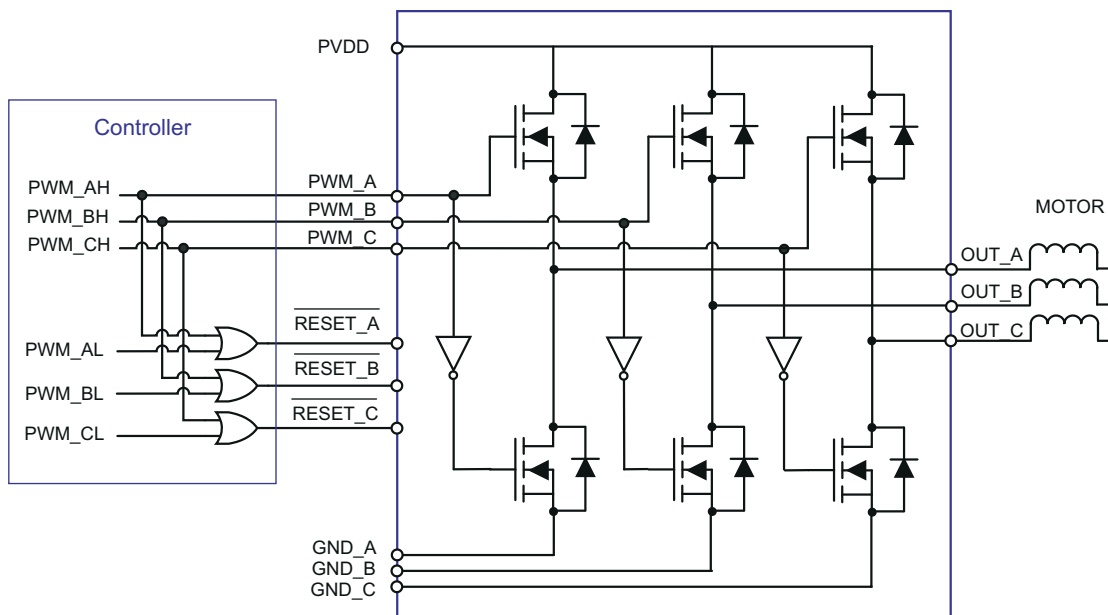 PVDD
Controller
PWM_AH
PWM_BH
PWM_CH
PWM_A
PWM_B
PWM_C
MOTOR
OUT_A
OUT_B
OUT_C
RESET_A
RESET_B
RESET_C
PWM_AL
PWM_BL
PWM_CL
GND_A
GND_B
GND_C